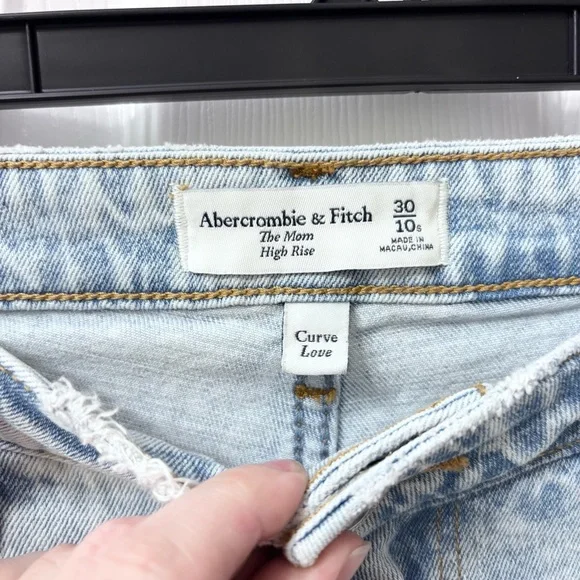 Abercrombie & Fitch
The Mom
High Rise
30
10s
MADE IN
MACAU, CHINA
Curve
Love